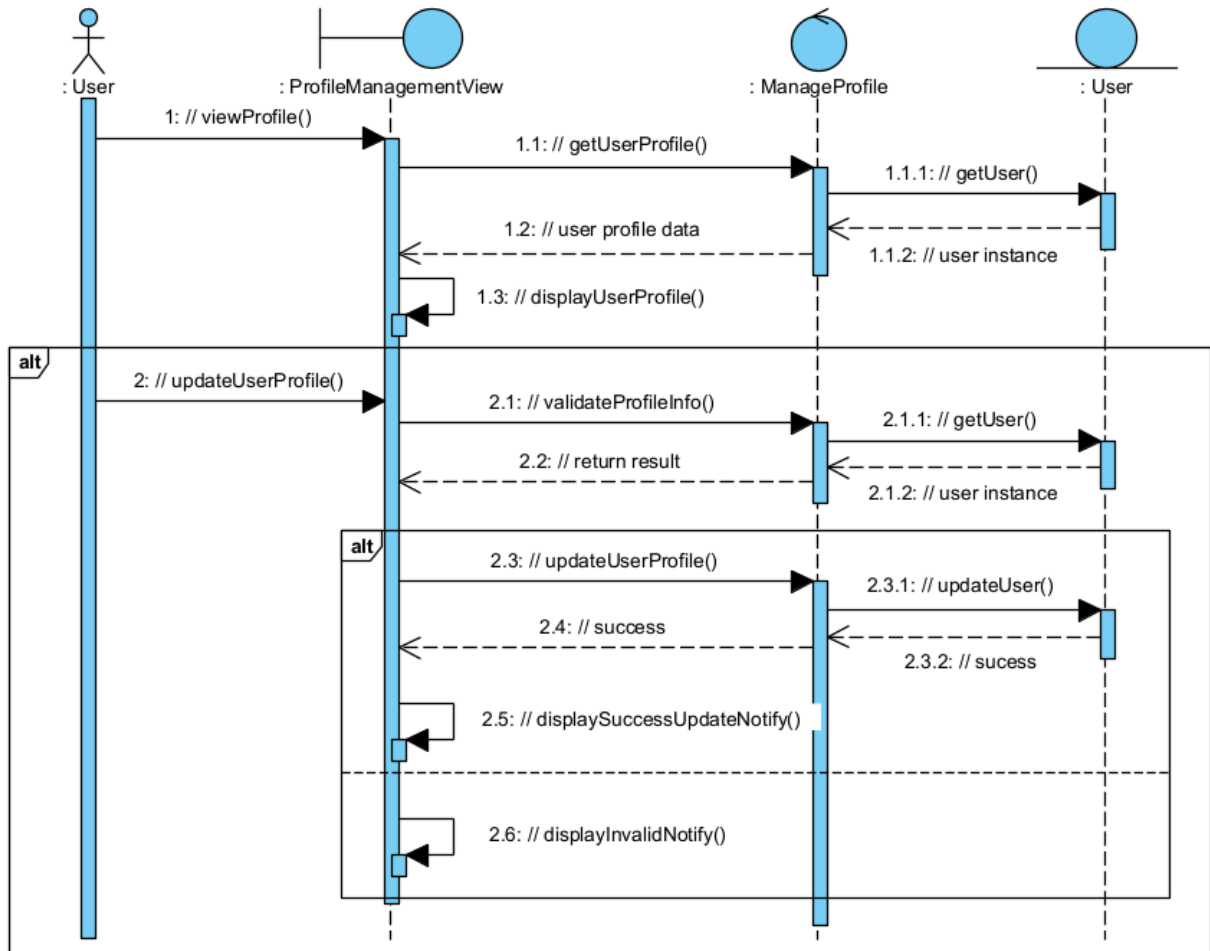 : User
: ProfileManagementView
: ManageProfile
: User
1: // viewProfile()
1.1: // getUserProfile()
1.1.1: // getUser()
1.2: // user profile data
1.1.2: // user instance
1.3: // displayUserProfile()
alt
2: // updateUserProfile()
2.1: // validateProfileInfo()
2.1.1: // getUser()
2.2: // return result
2.1.2: // user instance
alt
2.3: // updateUserProfile()
2.3.1: // updateUser()
2.4: // success
2.3.2: // sucess
2.5: // displaySuccessUpdateNotify()
2.6: // displayInvalidNotify()